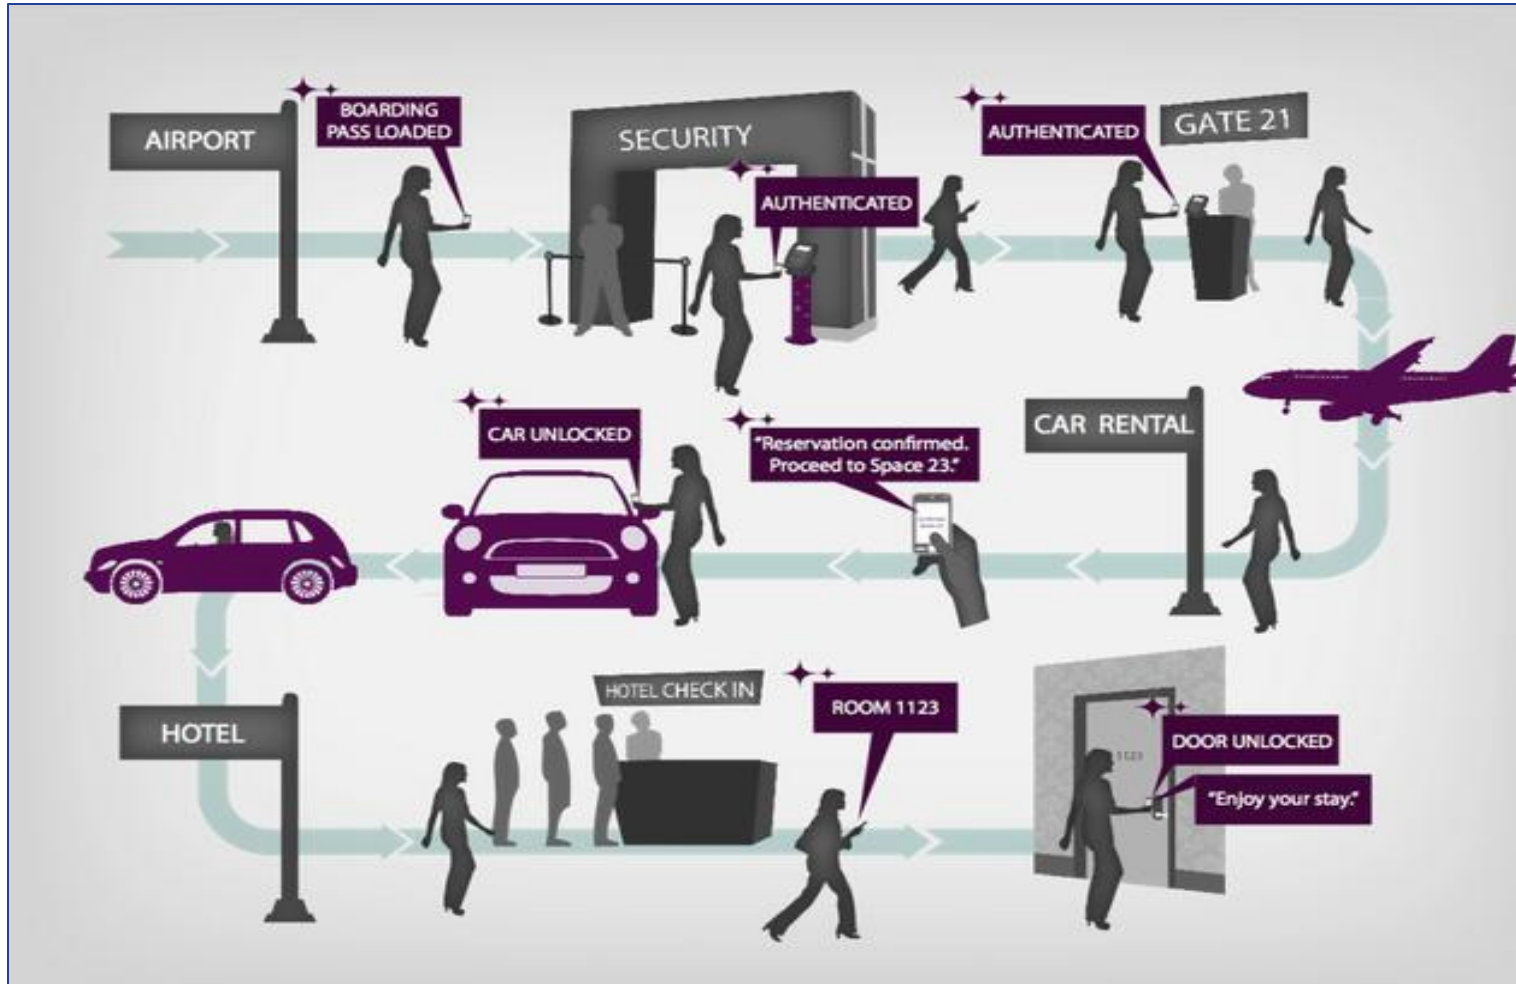 AIRPORT
BOARDING
PASS LOADED
SECURITY
AUTHENTICATED
AUTHENTICATED
GATE 21
CAR RENTAL
"Reservation confirmed.
Proceed to Space 23."
CAR UNLOCKED
HOTEL
HOTEL CHECK IN
ROOM 1123
1123
DOOR UNLOCKED
"Enjoy your stay."